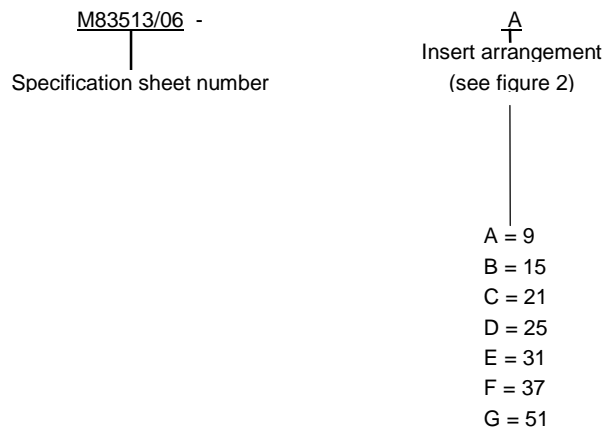 M83513/06 - A
Insert arrangement
Specification sheet number (see figure 2)
A = 9
B = 15
C = 21
D = 25
E = 31
F = 37
G = 51